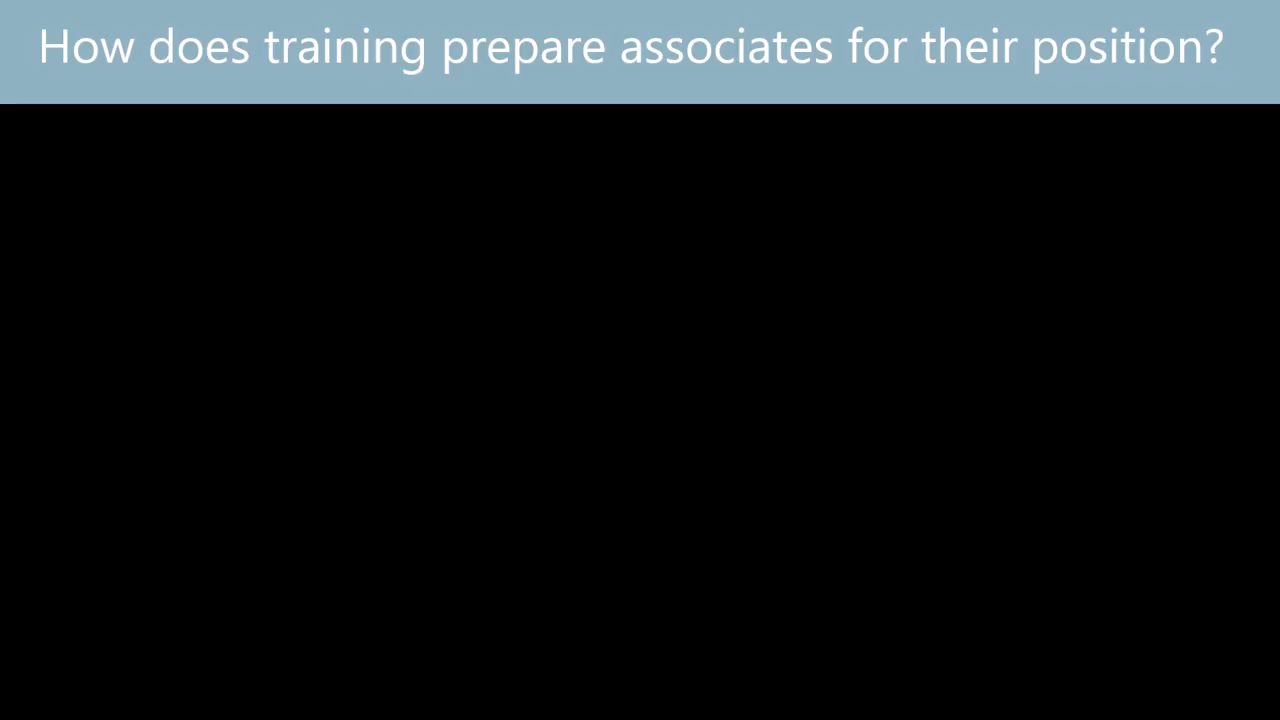 How does training prepare associates for their position?